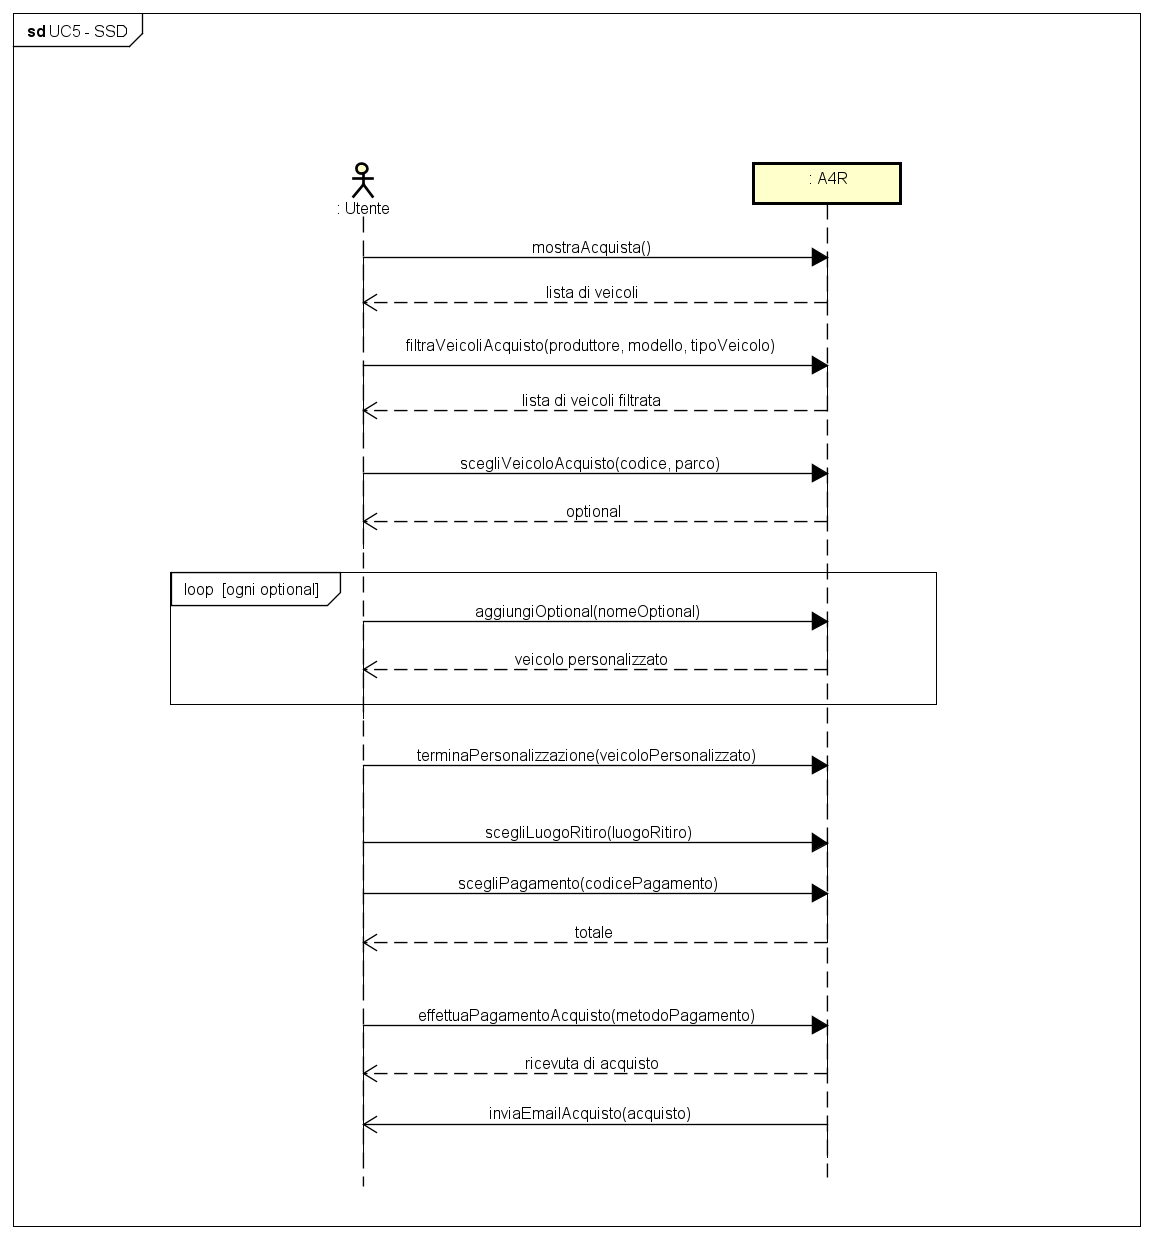 sd UC5 - SSD
: Utente
: A4R
mostraAcquista()
lista di veicoli
filtraVeicoliAcquisto(produttore, modello, tipoVeicolo)
lista di veicoli filtrata
scegliVeicoloAcquisto(codice, parco)
optional
loop [ogni optional]
aggiungiOptional(nomeOptional)
veicolo personalizzato
terminaPersonalizzazione(veicoloPersonalizzato)
scegliLuogoRitiro(luogoRitiro)
scegliPagamento(codicePagamento)
totale
effettuaPagamentoAcquisto(metodoPagamento)
ricevuta di acquisto
inviaEmailAcquisto(acquisto)